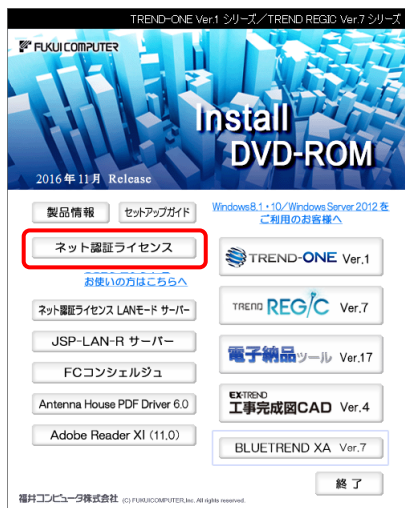 TREND-ONE Ver.1 シリーズ／TREND REGIC Ver.7 シリーズ
FUKUI COMPUTER
Install
DVD-ROM
2016年11月 Release
製品情報
セットアップガイド
Windows8.1・10／Windows Server 2012 を
ご利用のお客様へ
ネット認証ライセンス
お使いの方はこちらへ
TREND-ONE Ver.1
ネット認証ライセンス LANモード サーバー
TREND REGIC Ver.7
JSP-LAN-R サーバー
電子納品ツール Ver.17
FCコンシェルジュ
EX-TREND
工事完成図CAD Ver.4
Antenna House PDF Driver 6.0
Adobe Reader XI (11.0)
BLUETREND XA Ver.7
終了
福井コンピュータ株式会社 (C) FUKUICOMPUTER,Inc. All rights reserved.